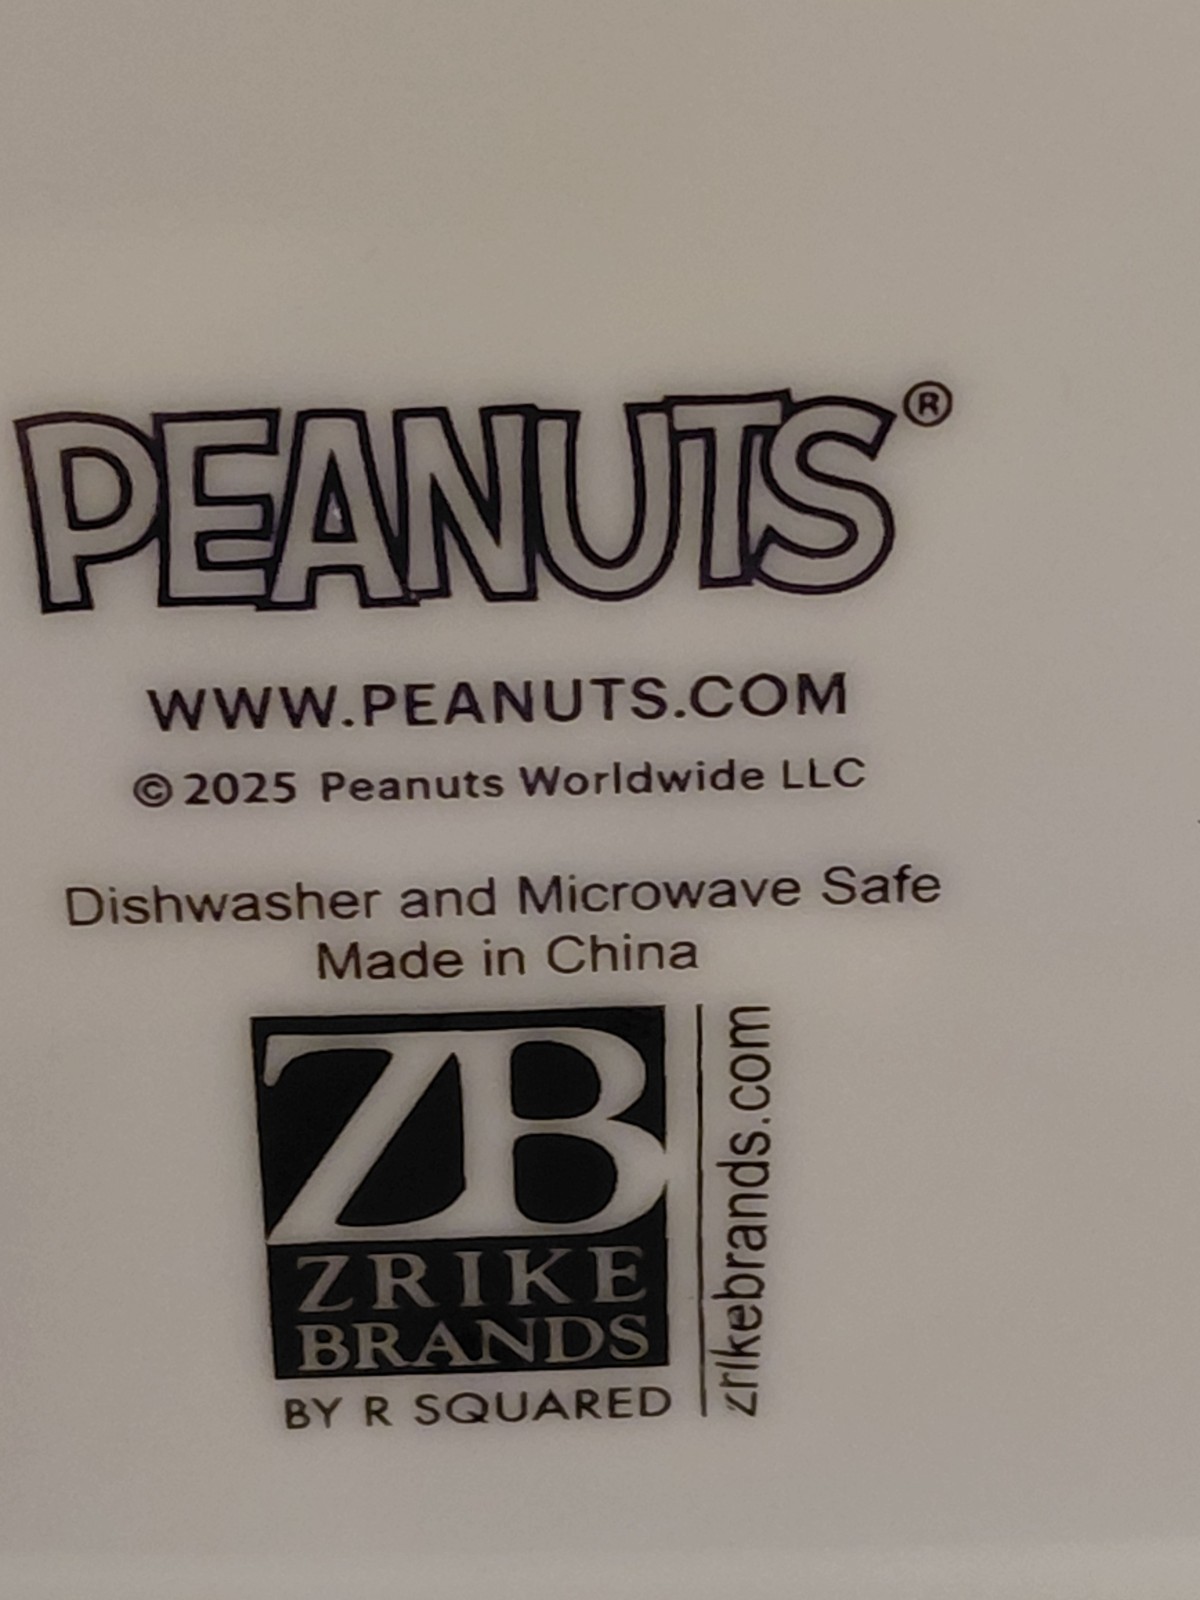 PEANUTS®
WWW.PEANUTS.COM
© 2025 Peanuts Worldwide LLC
Dishwasher and Microwave Safe
Made in China
ZB
ZRIKE
BRANDS
BY R SQUARED
zrikebrands.com